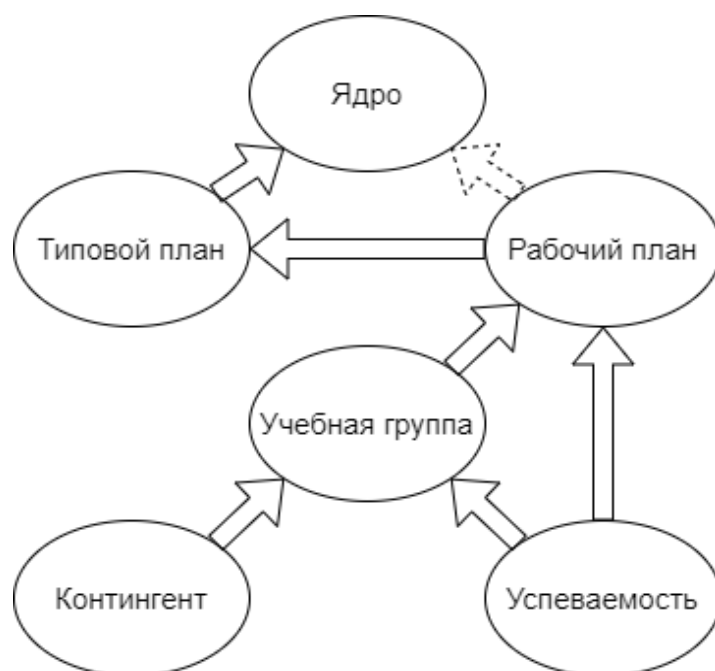 Ядро
Типовой план
Рабочий план
Учебная группа
Контингент
Успеваемость